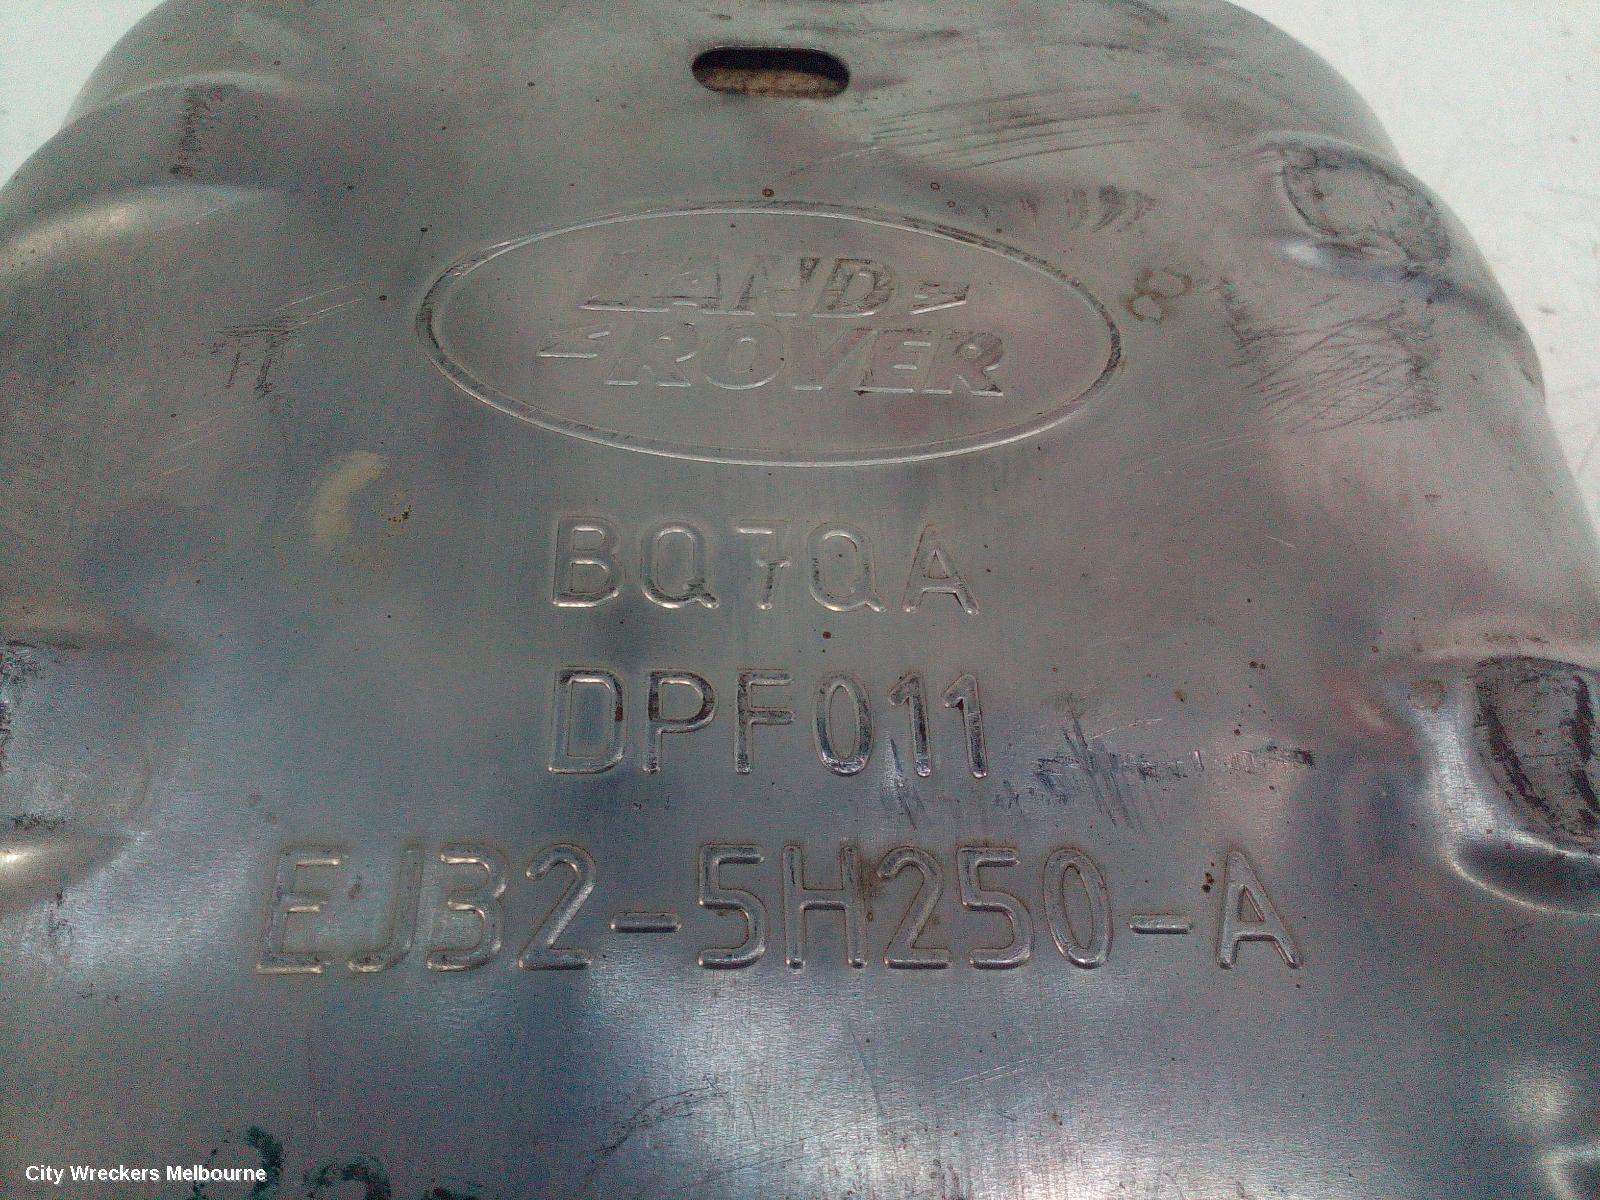 LAND
ROVER
BQ7QA
DPF011
EJ32-5H250-A
City Wreckers Melbourne